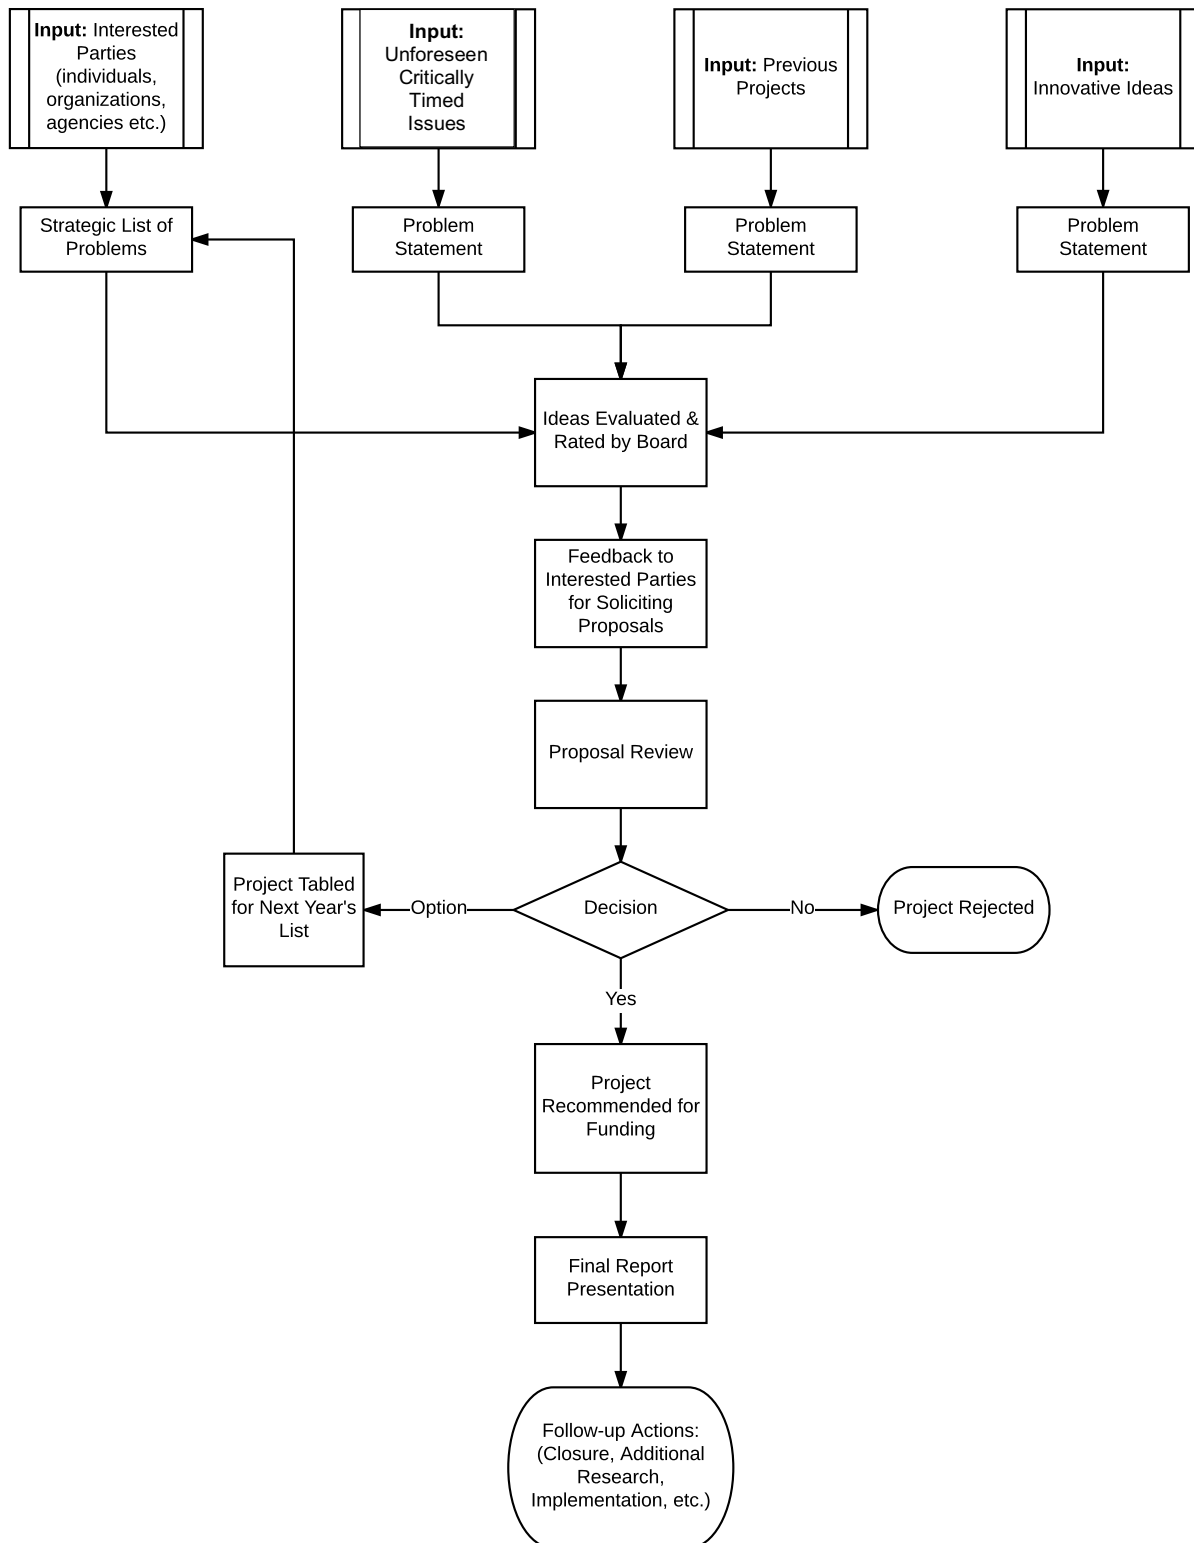 Input: Interested
Parties
(individuals,
organizations,
agencies etc.)
Input:
Unforeseen
Critically
Timed
Issues
Input: Previous
Projects
Input:
Innovative Ideas
Strategic List of
Problems
Problem
Statement
Problem
Statement
Problem
Statement
Ideas Evaluated &
Rated by Board
Feedback to
Interested Parties
for Soliciting
Proposals
Proposal Review
Project Tabled
for Next Year's
List
Option
Decision
No
Project Rejected
Yes
Project
Recommended for
Funding
Final Report
Presentation
Follow-up Actions:
(Closure, Additional
Research,
Implementation, etc.)